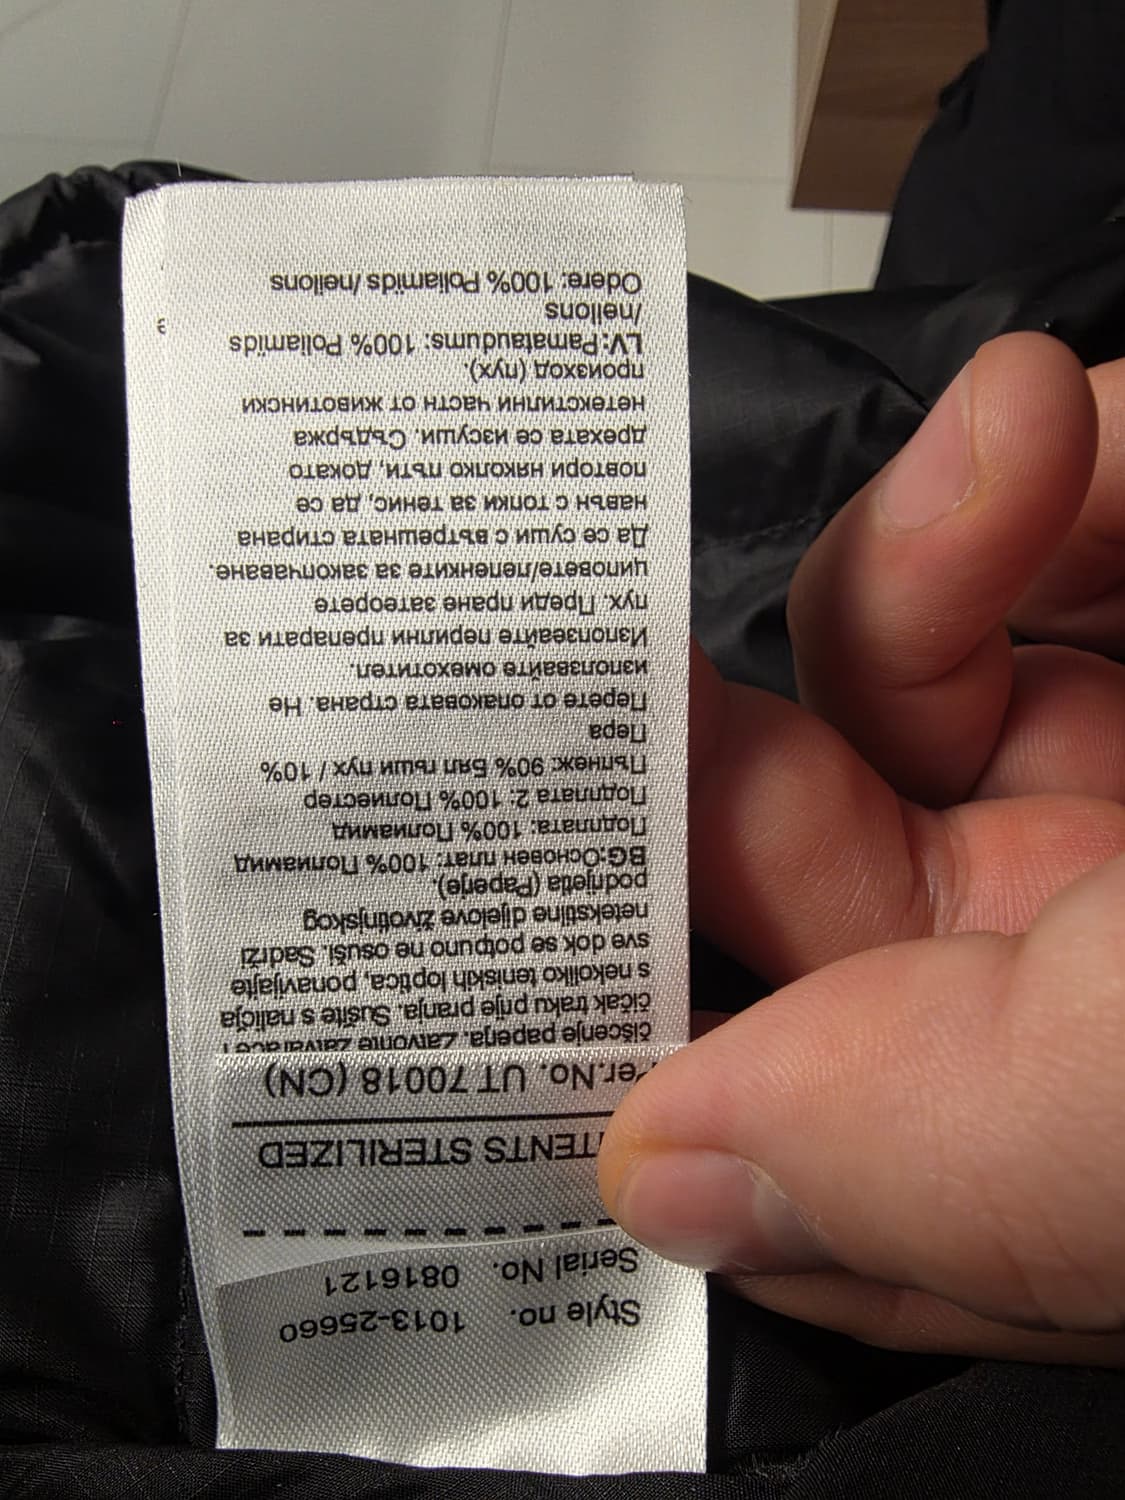 Style no. 1013-25660
Serial No. 0816121
TENTS STERILIZED
er.No. UT 70018 (CN)
čišćenje paperja. Zatvorite zatvarače i
čičak traku prije pranja. Sušite s naličja
s nekoliko teniskih loptica, ponavljajte
sve dok se potpuno ne osuši. Sadrži
netekstilne dijelove životinjskog
podrijetla (Paperje).
BG:Основен плат: 100% Полиамид
Подплата: 100% Полиамид
Подплата 2: 100% Полиестер
Пълнеж: 90% Бял гъши пух / 10%
Пера
Перете от опаковата страна. Не
използвайте омекотител.
Използвайте перилни препарати за
пух. Преди пране затворете
циповете/лепенките за закопчаване.
Да се суши с вътрешната стирана
навън с топки за тенис, да се
повтори няколко пъти, докато
дрехата се изсуши. Съдържа
нетекстилни части от животински
произход (пух).
LV:Pamataudums: 100% Poliamīds
/neilons
Odere: 100% Poliamīds /neilons